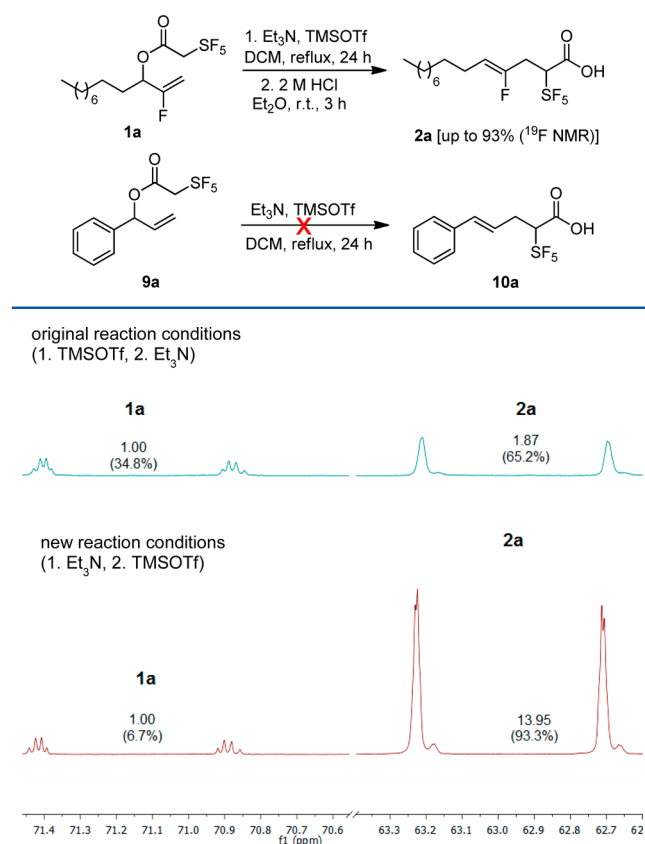 O
O
SF5
( )6
F
1a
1. Et3N, TMSOTf
DCM, reflux, 24 h
2. 2 M HCl
Et2O, r.t., 3 h
( )6
F
SF5
O
OH
2a [up to 93% (19F NMR)]
O
O
SF5
9a
Et3N, TMSOTf
X
DCM, reflux, 24 h
O
OH
SF5
10a
original reaction conditions
(1. TMSOTf, 2. Et3N)
1a
1.00
(34.8%)
2a
1.87
(65.2%)
new reaction conditions
(1. Et3N, 2. TMSOTf)
2a
1a
1.00
(6.7%)
13.95
(93.3%)
71.4 71.3 71.2 71.1 71.0 70.9 70.8 70.7 70.6 63.3 63.2 63.1 63.0 62.9 62.8 62.7 62
f1 (ppm)